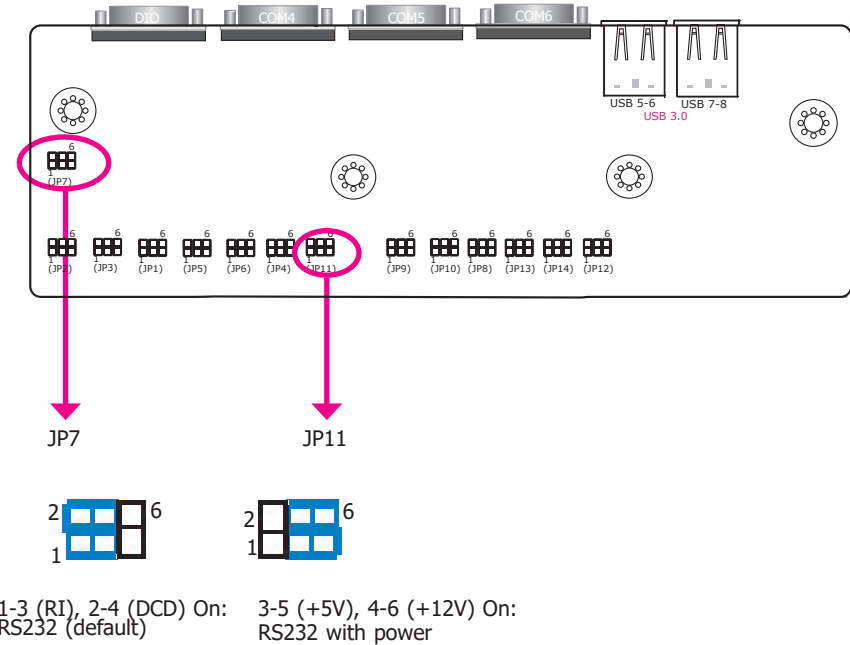 DIO
COM4
COM5
COM6
USB 5-6
USB 7-8
USB 3.0
6
1
(JP7)
6
1
(JP2)
6
1
(JP3)
6
1
(JP1)
6
1
(JP5)
6
1
(JP6)
6
1
(JP4)
6
1
(JP11)
6
1
(JP9)
6
1
(JP10)
6
1
(JP8)
6
1
(JP13)
6
1
(JP14)
6
1
(JP12)
JP7
JP11
2
6
1
2
6
1
1-3 (RI), 2-4 (DCD) On:
RS232 (default)
3-5 (+5V), 4-6 (+12V) On:
RS232 with power